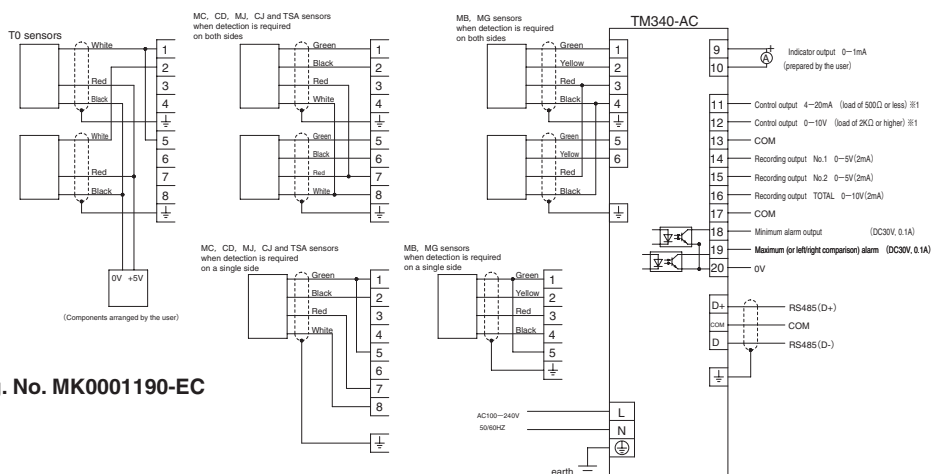 T0 sensors
White
Red
Black
White
Red
Black
1
2
3
4
5
6
7
8
0V +5V
(Components arranged by the user)
MC, CD, MJ, CJ and TSA sensors
when detection is required
on both sides
Green
Black
Red
White
Green
Black
Red
White
1
2
3
4
5
6
7
8
MB, MG sensors
when detection is required
on both sides
Green
Yellow
Red
Black
Green
Yellow
Red
Black
1
2
3
4
5
6
MC, CD, MJ, CJ and TSA sensors
when detection is required
on a single side
Green
Black
Red
White
1
2
3
4
5
6
7
8
MB, MG sensors
when detection is required
on a single side
Green
Yellow
Red
Black
1
2
3
4
5
TM340-AC
9
10
A
+
Indicator output 0−1mA
(prepared by the user)
11 Control output 4−20mA (load of 500Ω or less) ※1
12 Control output 0−10V (load of 2KΩ or higher) ※1
13 COM
14 Recording output No.1 0−5V(2mA)
15 Recording output No.2 0−5V(2mA)
16 Recording output TOTAL 0−10V(2mA)
17 COM
18 Minimum alarm output (DC30V, 0.1A)
19 Maximum (or left/right comparison) alarm (DC30V, 0.1A)
20 0V
D+ RS485(D+)
COM COM
D RS485(D-)
AC100−240V
50/60HZ
L
N
earth
. No. MK0001190-EC